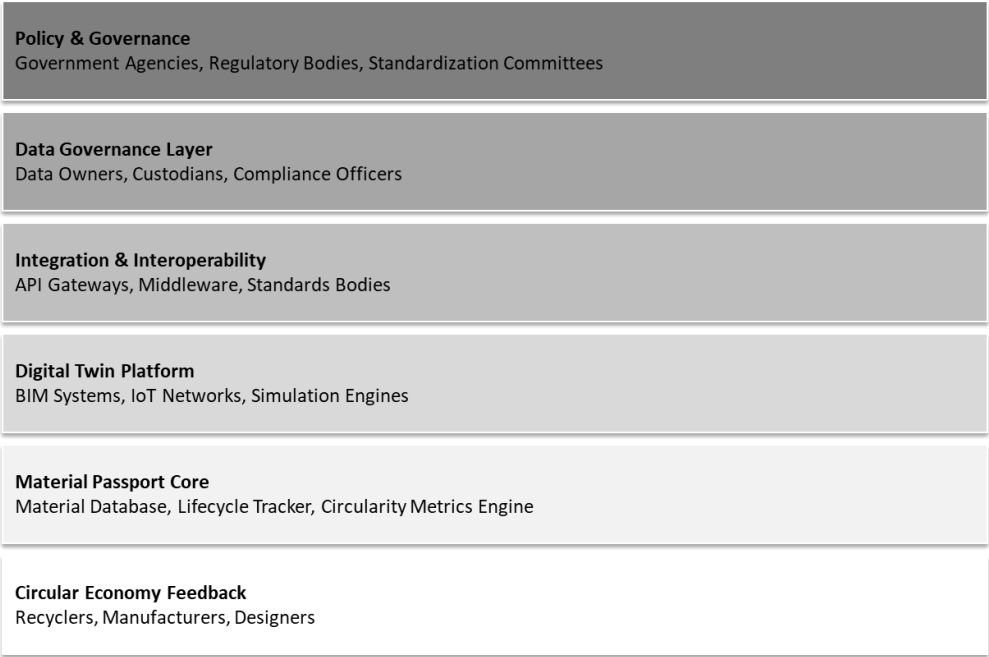 Policy & Governance
Government Agencies, Regulatory Bodies, Standardization Committees
Data Governance Layer
Data Owners, Custodians, Compliance Officers
Integration & Interoperability
API Gateways, Middleware, Standards Bodies
Digital Twin Platform
BIM Systems, IoT Networks, Simulation Engines
Material Passport Core
Material Database, Lifecycle Tracker, Circularity Metrics Engine
Circular Economy Feedback
Recyclers, Manufacturers, Designers